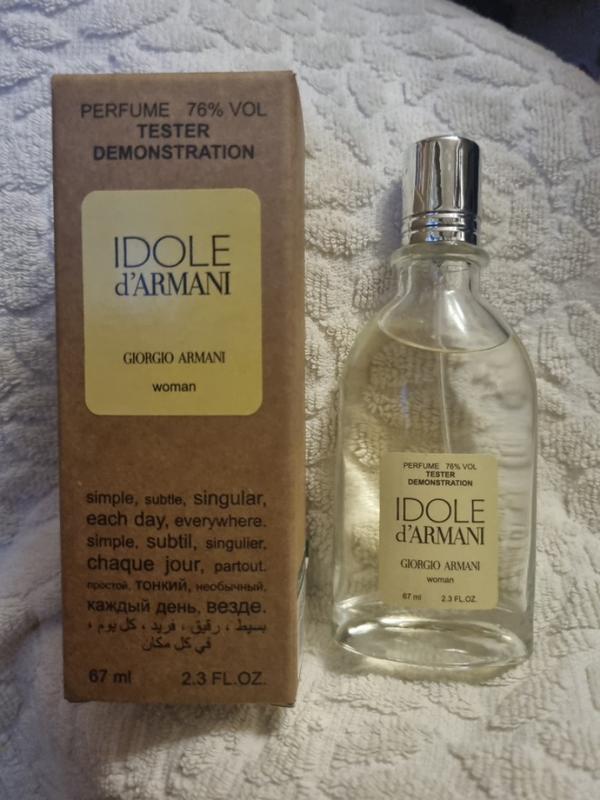 PERFUME 76% VOL
TESTER
DEMONSTRATION
IDOLE
d'ARMANI
GIORGIO ARMANI
woman
simple, subtle, singular,
each day, everywhere.
simple, subtil, singulier,
chaque jour, partout.
простой, тонкий, необычный,
каждый день, везде.
بسيط ، رقيق ، فريد ، كل يوم ،
في كل مكان
67 ml 2.3 FL.OZ.
PERFUME 76% VOL
TESTER
DEMONSTRATION
IDOLE
d'ARMANI
GIORGIO ARMANI
woman
67 ml 2.3 FL.OZ.